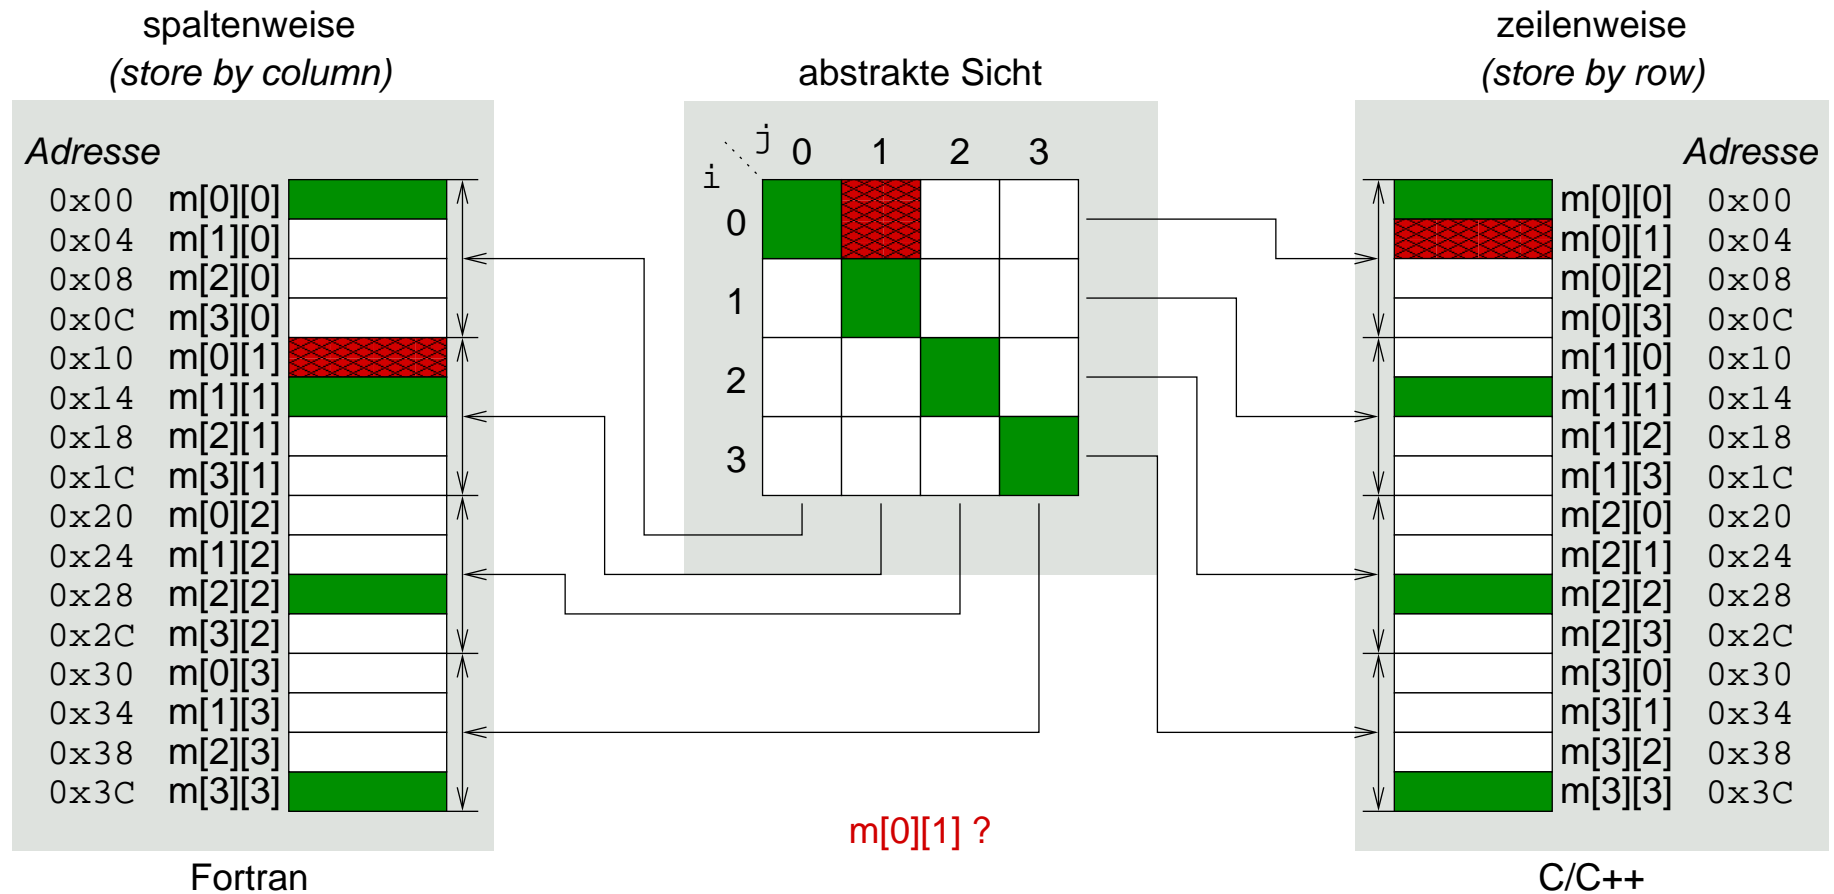 spaltenweise
(store by column)
Adresse
0x00 m[0][0]
0x04 m[1][0]
0x08 m[2][0]
0x0C m[3][0]
0x10 m[0][1]
0x14 m[1][1]
0x18 m[2][1]
0x1C m[3][1]
0x20 m[0][2]
0x24 m[1][2]
0x28 m[2][2]
0x2C m[3][2]
0x30 m[0][3]
0x34 m[1][3]
0x38 m[2][3]
0x3C m[3][3]
Fortran
abstrakte Sicht
j 0 1 2 3
i
0
1
2
3
m[0][1] ?
zeilenweise
(store by row)
Adresse
m[0][0] 0x00
m[0][1] 0x04
m[0][2] 0x08
m[0][3] 0x0C
m[1][0] 0x10
m[1][1] 0x14
m[1][2] 0x18
m[1][3] 0x1C
m[2][0] 0x20
m[2][1] 0x24
m[2][2] 0x28
m[2][3] 0x2C
m[3][0] 0x30
m[3][1] 0x34
m[3][2] 0x38
m[3][3] 0x3C
C/C++